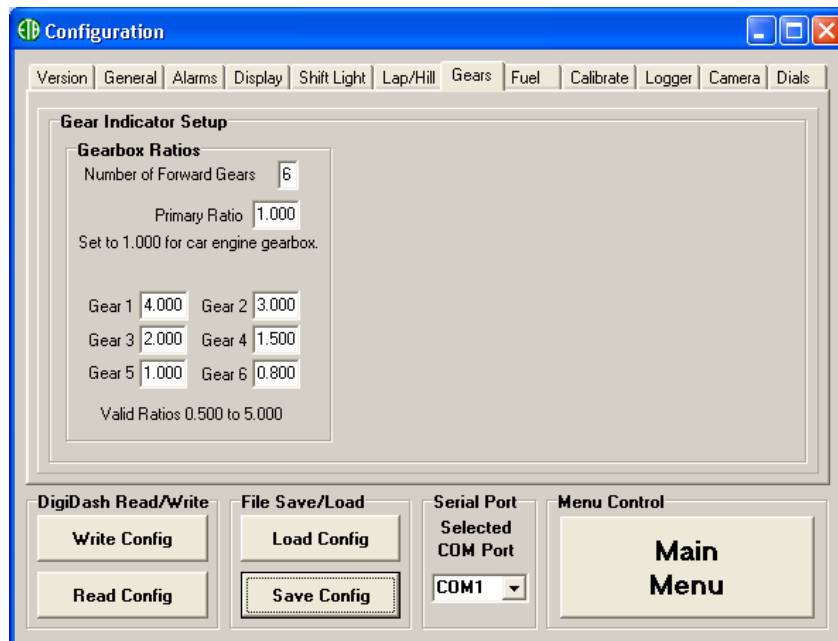 ETB Configuration
Version General Alarms Display Shift Light Lap/Hill Gears Fuel Calibrate Logger Camera Dials
Gear Indicator Setup
Gearbox Ratios
Number of Forward Gears 6
Primary Ratio 1.000
Set to 1.000 for car engine gearbox.
Gear 1 4.000 Gear 2 3.000
Gear 3 2.000 Gear 4 1.500
Gear 5 1.000 Gear 6 0.800
Valid Ratios 0.500 to 5.000
DigiDash Read/Write
Write Config
Read Config
File Save/Load
Load Config
Save Config
Serial Port
Selected
COM Port
COM1
Menu Control
Main
Menu